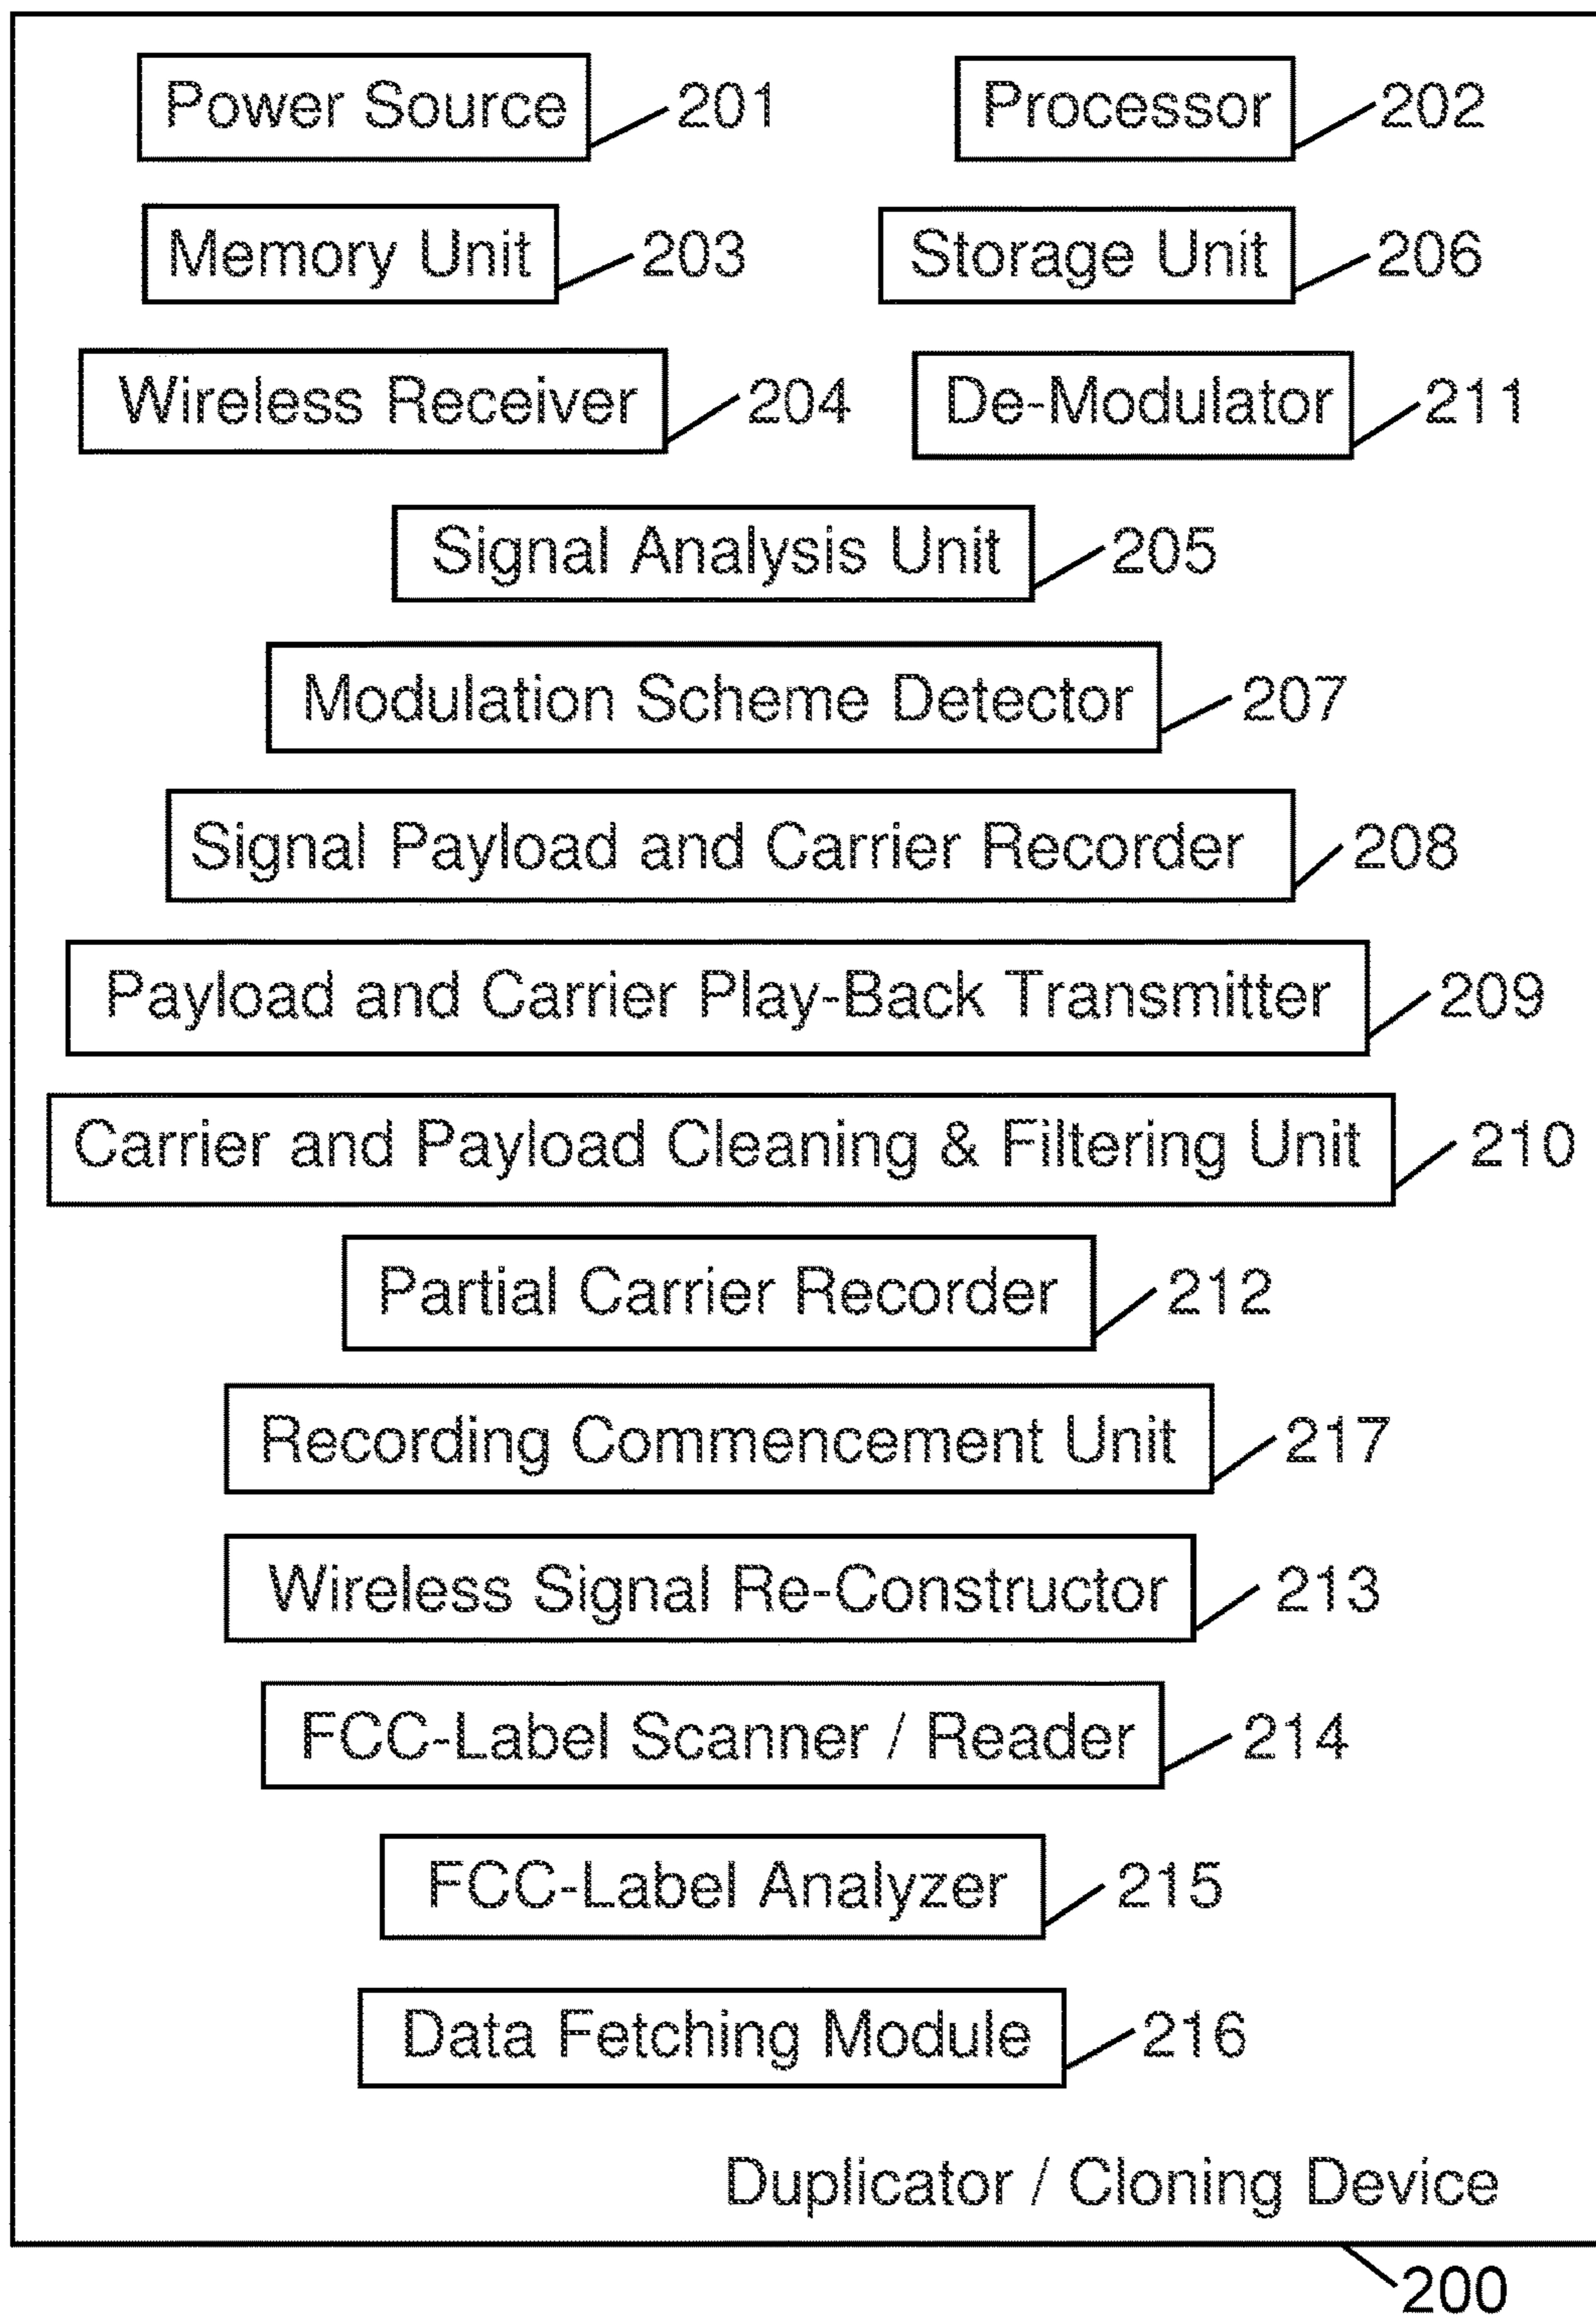 Power Source 201 Processor 202
Memory Unit 203 Storage Unit 206
Wireless Receiver 204 De-Modulator 211
Signal Analysis Unit 205
Modulation Scheme Detector 207
Signal Payload and Carrier Recorder 208
Payload and Carrier Play-Back Transmitter 209
Carrier and Payload Cleaning & Filtering Unit 210
Partial Carrier Recorder 212
Recording Commencement Unit 217
Wireless Signal Re-Constructor 213
FCC-Label Scanner / Reader 214
FCC-Label Analyzer 215
Data Fetching Module 216
Duplicator / Cloning Device
200